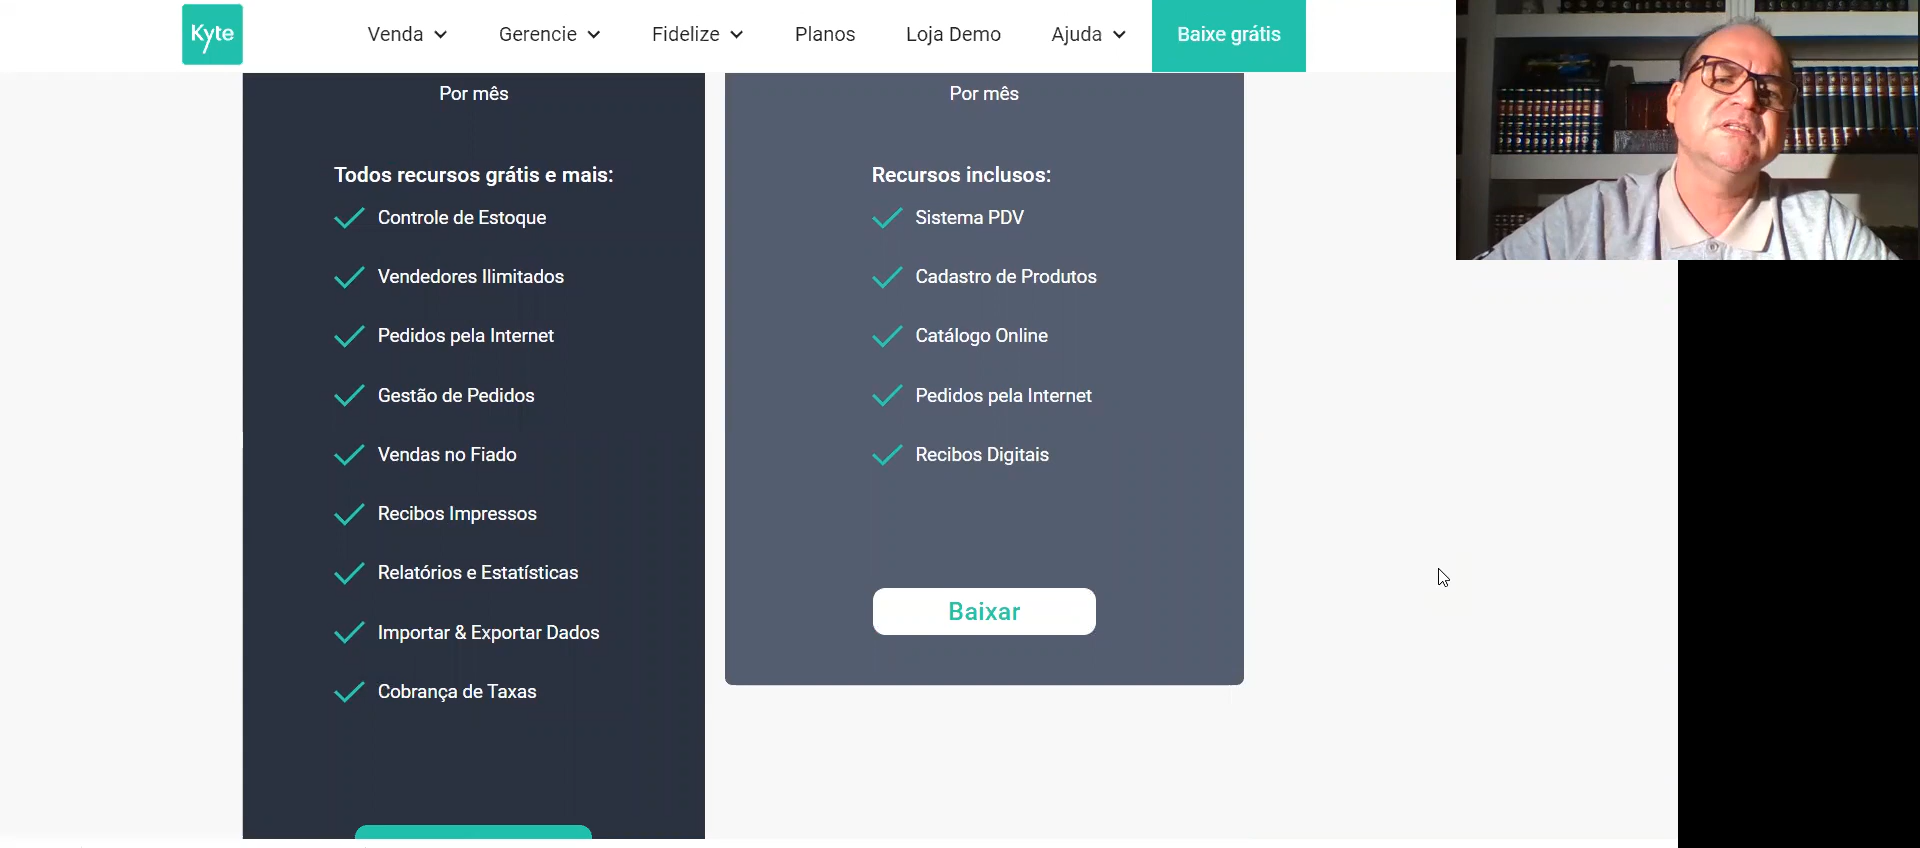 Kyte
Venda
Gerencie
Fidelize
Planos
Loja Demo
Ajuda
Baixe grátis
Por mês
Todos recursos grátis e mais:
Controle de Estoque
Vendedores Ilimitados
Pedidos pela Internet
Gestão de Pedidos
Vendas no Fiado
Recibos Impressos
Relatórios e Estatísticas
Importar & Exportar Dados
Cobrança de Taxas
Por mês
Recursos inclusos:
Sistema PDV
Cadastro de Produtos
Catálogo Online
Pedidos pela Internet
Recibos Digitais
Baixar